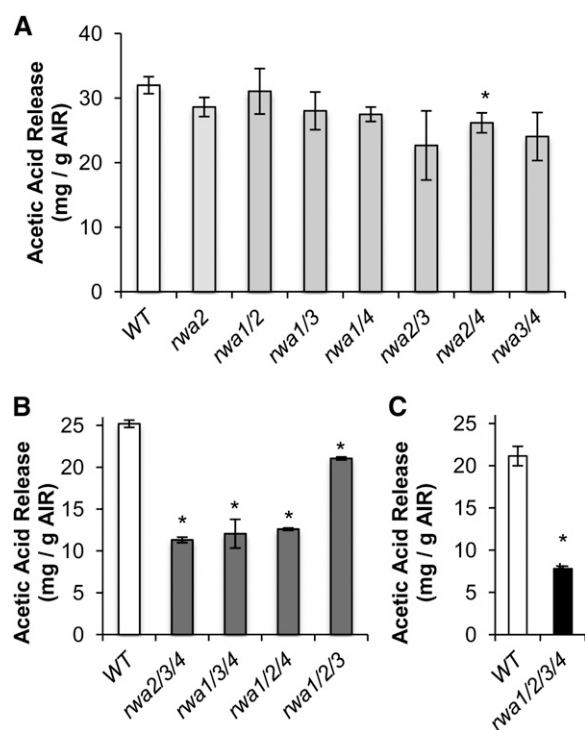 A
Acetic Acid Release
(mg / g AIR)
40
30
20
10
0
*
WT
rwa2
rwa1/2
rwa1/3
rwa1/4
rwa2/3
rwa2/4
rwa3/4
B
Acetic Acid Release
(mg / g AIR)
25
20
15
10
5
0
*
*
*
*
WT
rwa2/3/4
rwa1/3/4
rwa1/2/4
rwa1/2/3
C
Acetic Acid Release
(mg / g AIR)
25
20
15
10
5
0
*
WT
rwa1/2/3/4